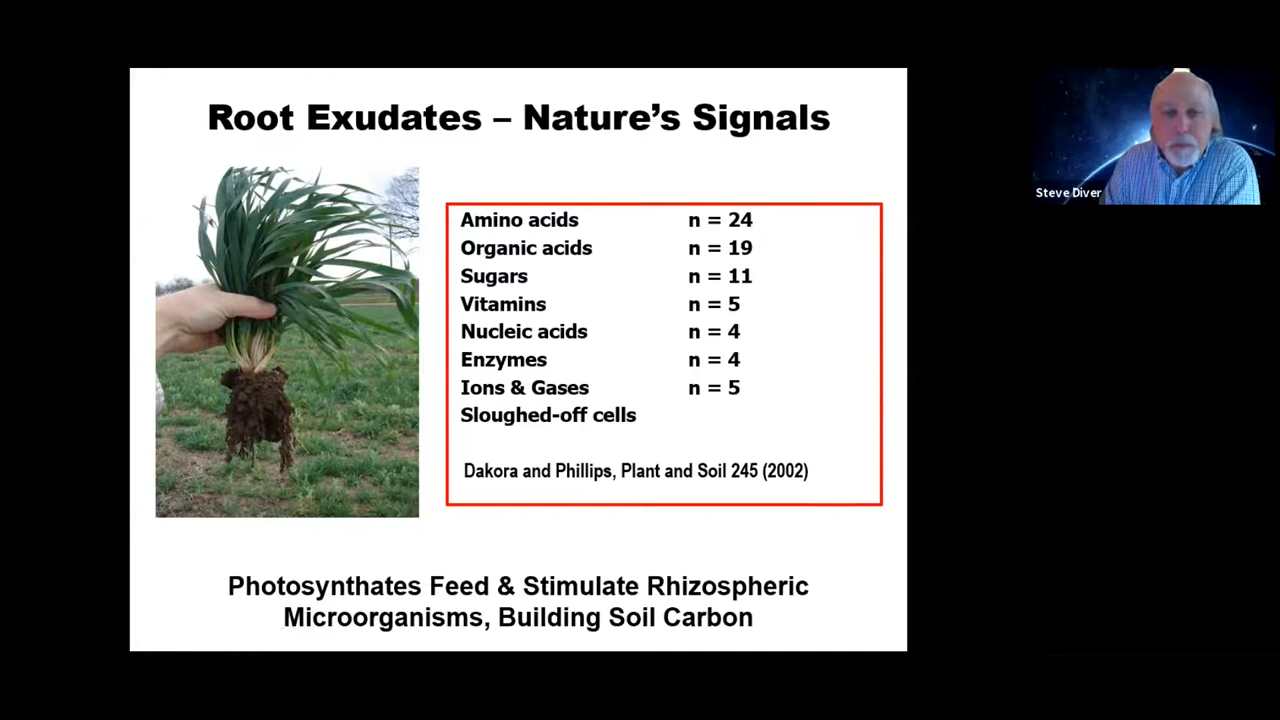 Root Exudates – Nature's Signals
Amino acids n = 24
Organic acids n = 19
Sugars n = 11
Vitamins n = 5
Nucleic acids n = 4
Enzymes n = 4
Ions & Gases n = 5
Sloughed-off cells
Dakora and Phillips, Plant and Soil 245 (2002)
Photosynthates Feed & Stimulate Rhizospheric
Microorganisms, Building Soil Carbon
Steve Diver